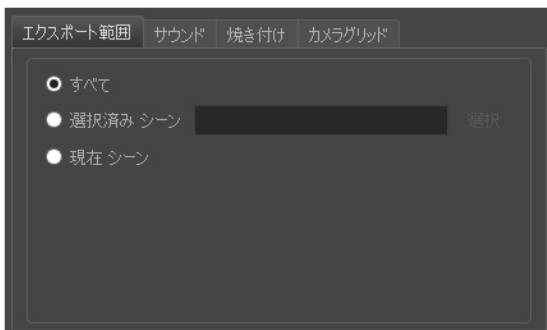 エクスポート範囲 サウンド 焼き付け カメラグリッド
すべて
選択済み シーン 選択
現在 シーン